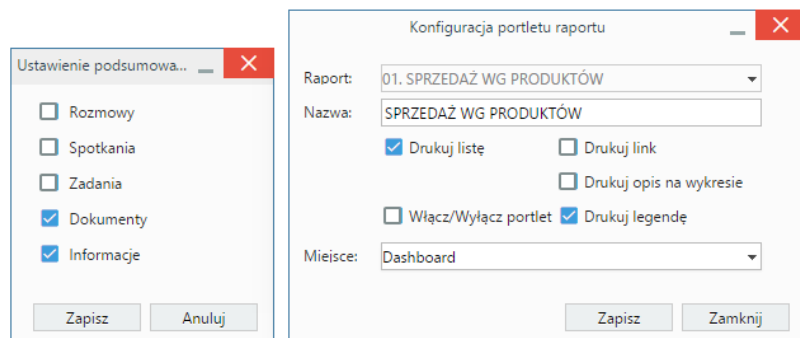 Ustawienie podsumowa...
Rozmowy
Spotkania
Zadania
Dokumenty
Informacje
Zapisz Anuluj
Konfiguracja portletu raportu
Raport: 01. SPRZEDAŻ WG PRODUKTÓW
Nazwa: SPRZEDAŻ WG PRODUKTÓW
Drukuj listę Drukuj link
Drukuj opis na wykresie
Włącz/Wyłącz portlet Drukuj legendę
Miejsce: Dashboard
Zapisz Zamknij